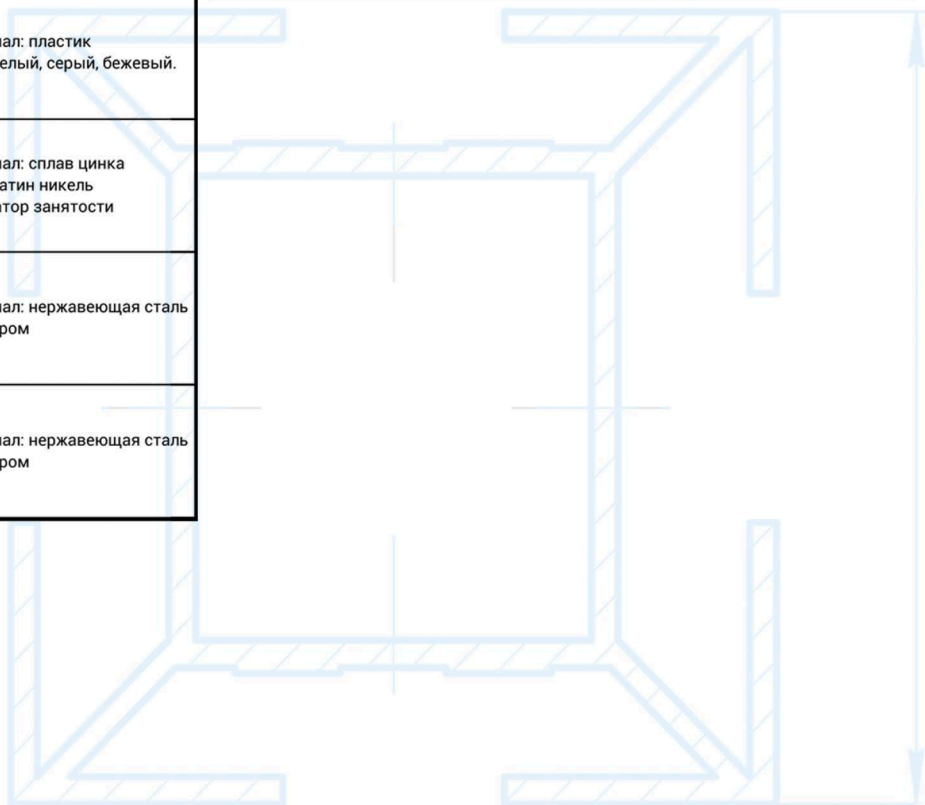 ал: пластик
елый, серый, бежевый.
ал: сплав цинка
атин никель
тор занятости
ал: нержавеющая сталь
ром
ал: нержавеющая сталь
ром